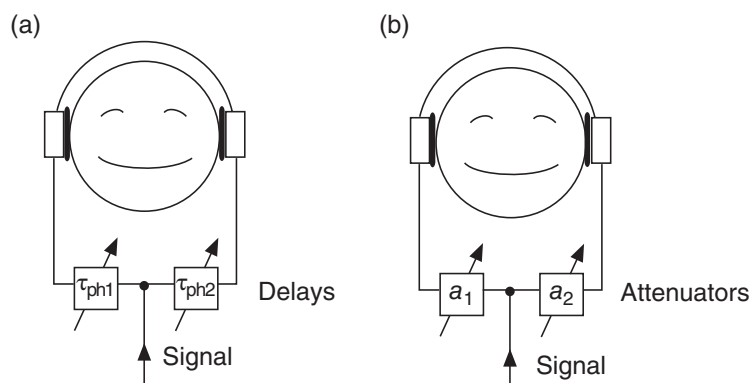 (a)
(b)
τph1
τph2
Delays
Signal
a1
a2
Attenuators
Signal